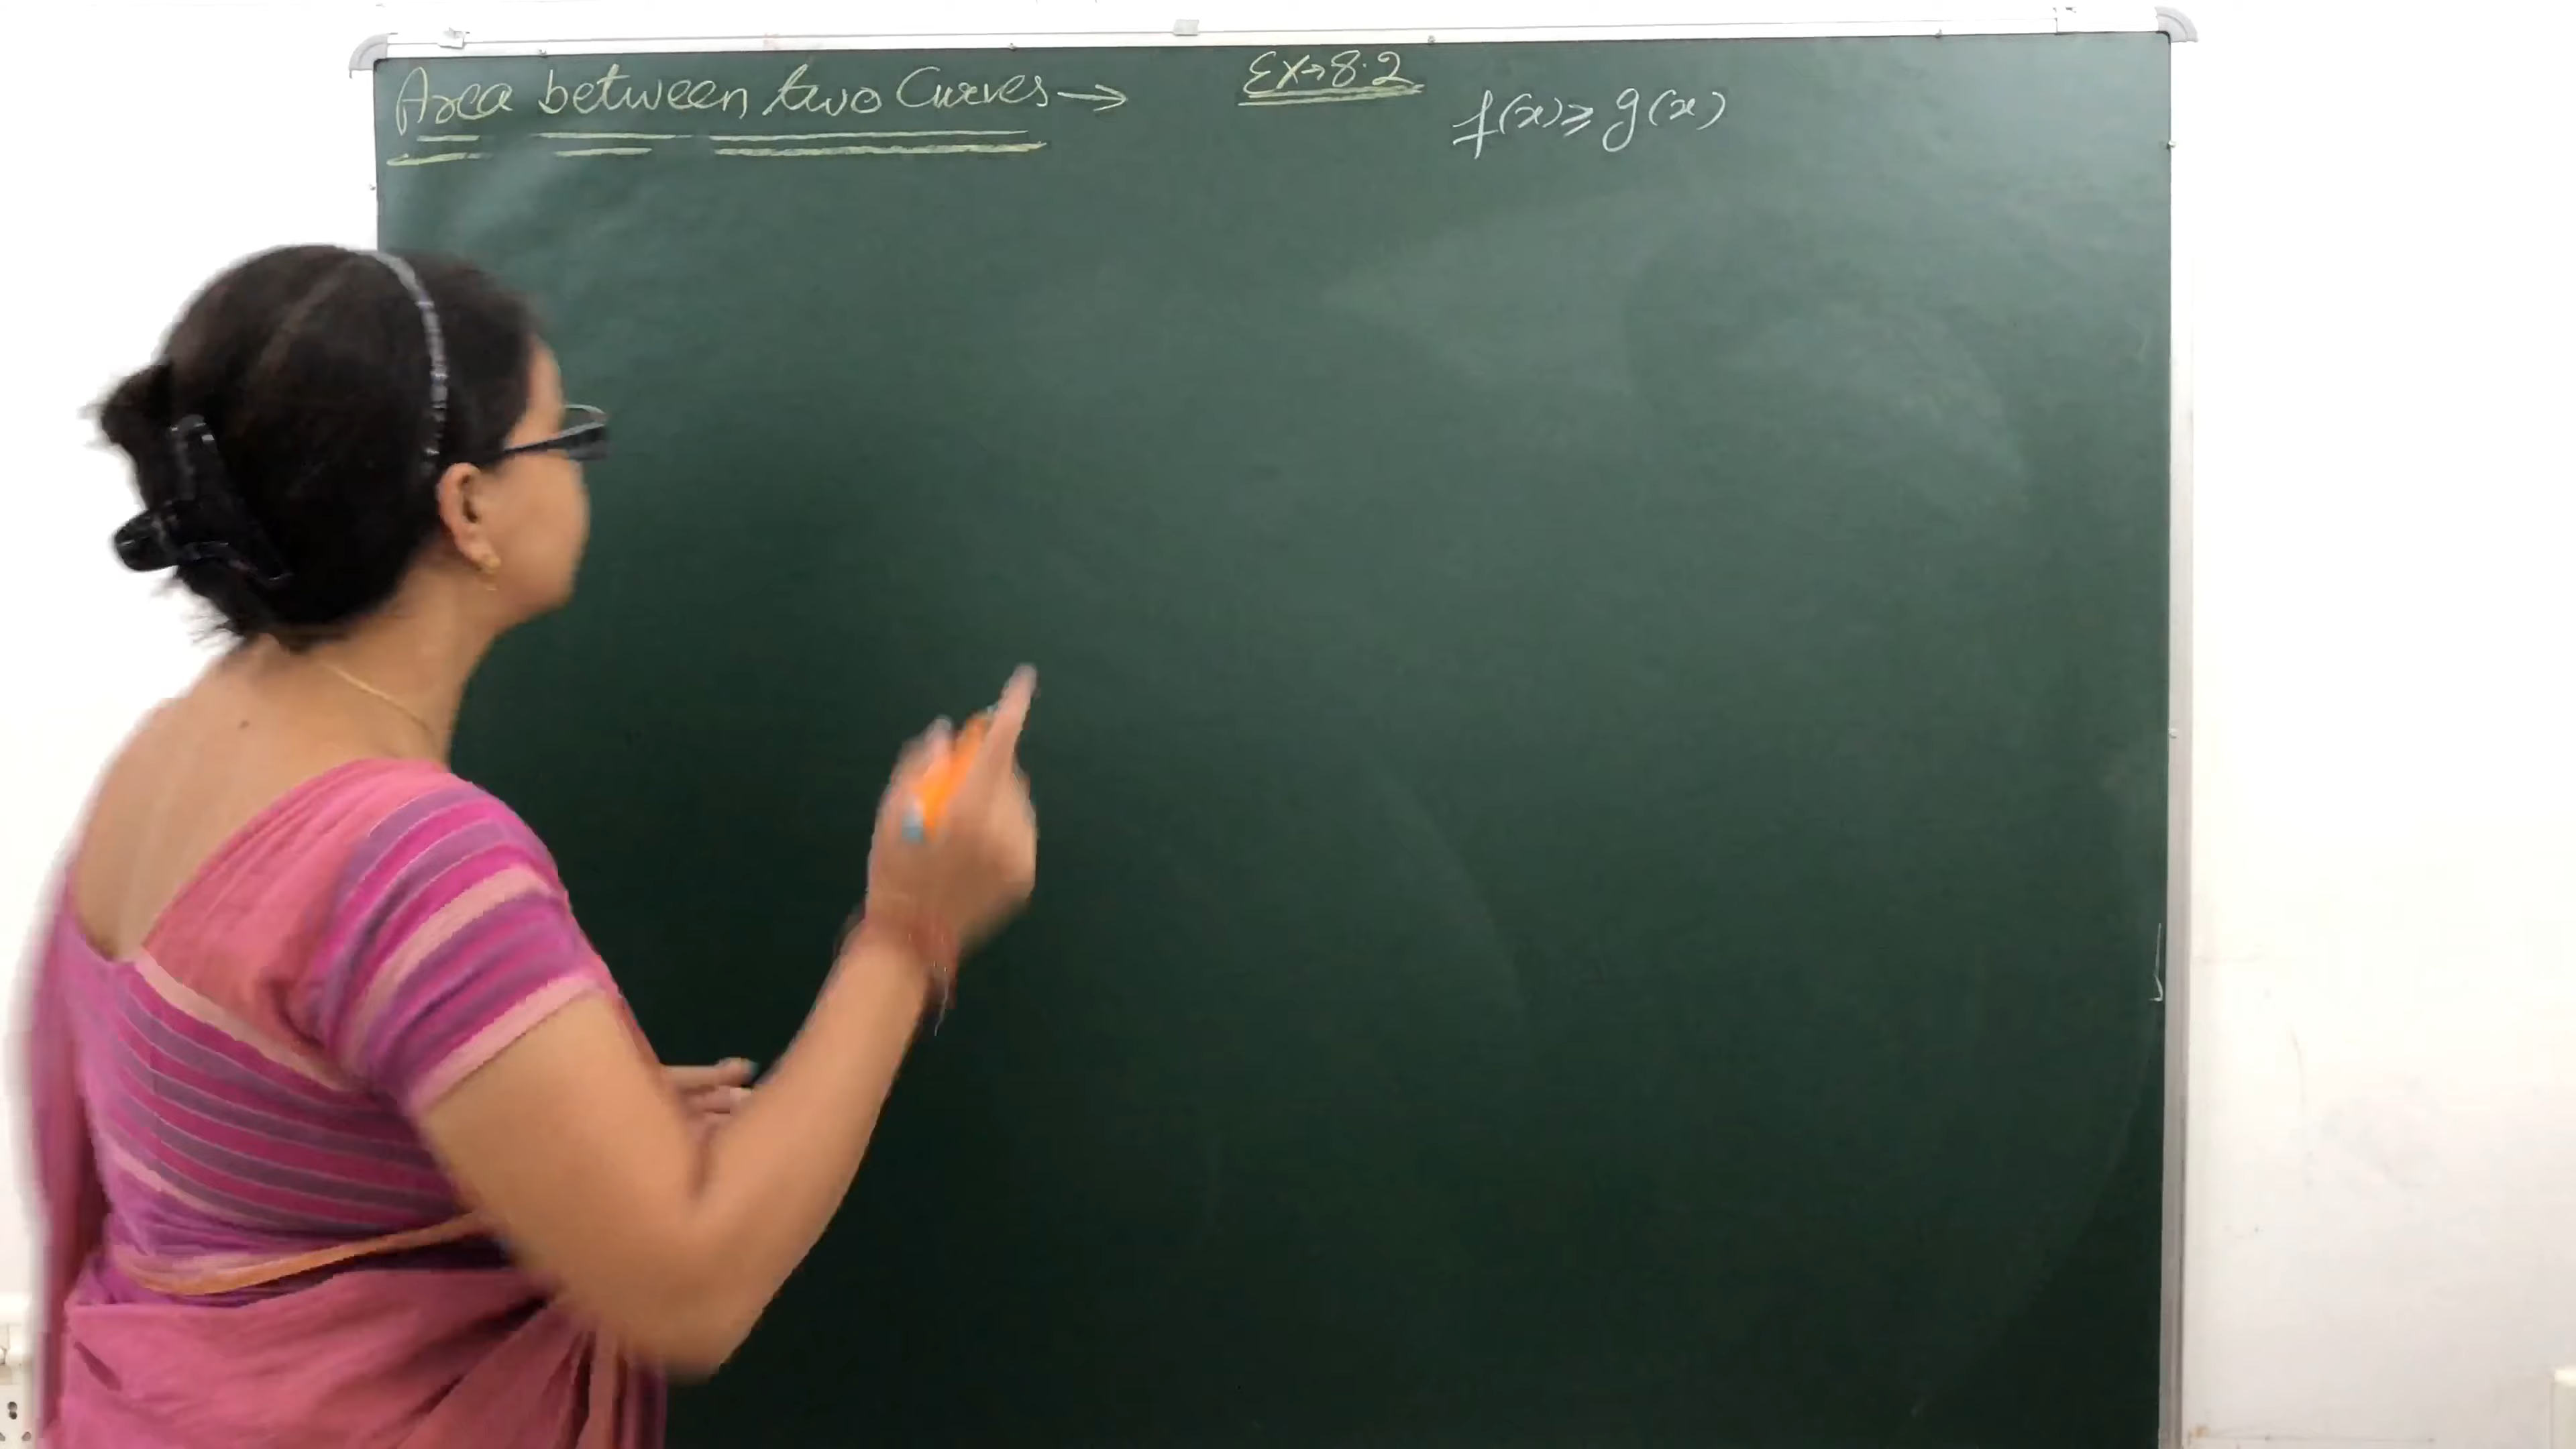 Area between two Curves → Ex→8.2
f(x) ⩾ g(x)